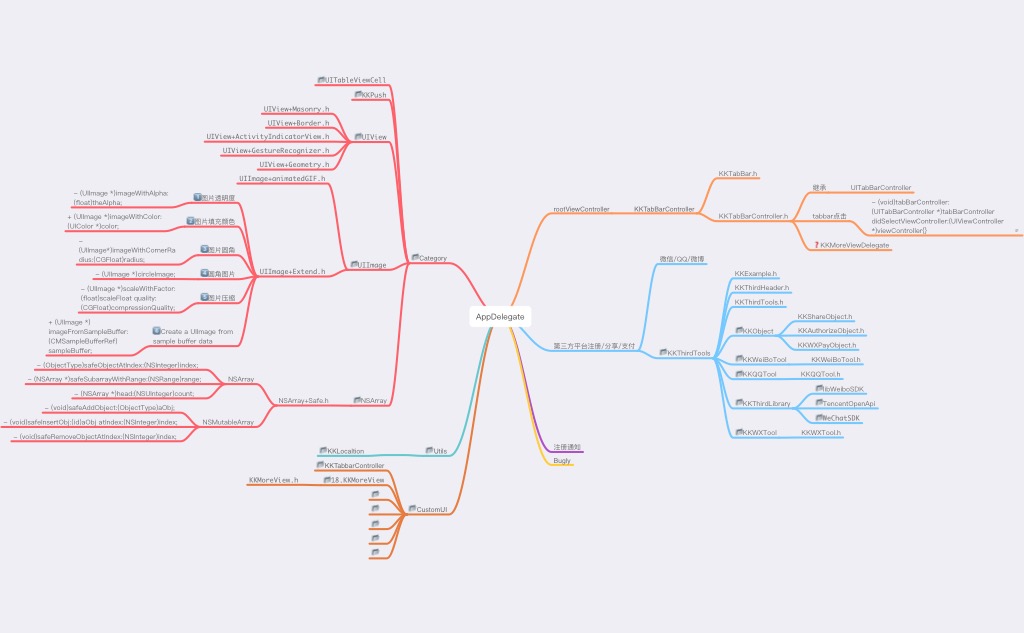 AppDelegate
Category
UITableViewCell
KKPush
UIView
UIView+Masonry.h
UIView+Border.h
UIView+ActivityIndicatorView.h
UIView+GestureRecognizer.h
UIView+Geometry.h
UIImage
UIImage+animatedGIF.h
UIImage+Extend.h
图片透明度
- (UIImage *)imageWithAlpha:
(float)theAlpha;
图片填充颜色
+ (UIImage *)imageWithColor:
(UIColor *)color;
图片圆角
-
(UIImage*)imageWithCornerRa
dius:(CGFloat)radius;
圆角图片
- (UIImage *)circleImage;
图片压缩
- (UIImage *)scaleWithFactor:
(float)scaleFloat quality:
(CGFloat)compressionQuality;
Create a UIImage from
sample buffer data
+ (UIImage *)
imageFromSampleBuffer:
(CMSampleBufferRef)
sampleBuffer;
NSArray
NSArray+Safe.h
NSArray
- (ObjectType)safeObjectAtIndex:(NSInteger)index;
- (NSArray *)safeSubarrayWithRange:(NSRange)range;
- (NSArray *)head:(NSUInteger)count;
NSMutableArray
- (void)safeAddObject:(ObjectType)aObj;
- (void)safeInsertObj:(id)aObj atIndex:(NSInteger)index;
- (void)safeRemoveObjectAtIndex:(NSInteger)index;
Utils
KKLocaltion
CustomUI
KKTabbarController
18.KKMoreView
KKMoreView.h
rootViewController
KKTabBarController
KKTabBar.h
KKTabBarController.h
继承
UITabBarController
tabbar点击
- (void)tabBarController:
(UITabBarController *)tabBarController
didSelectViewController:(UIViewController
*)viewController{}
KKMoreViewDelegate
第三方平台注册/分享/支付
微信/QQ/微博
KKThirdTools
KKExample.h
KKThirdHeader.h
KKThirdTools.h
KKObject
KKShareObject.h
KKAuthorizeObject.h
KKWXPayObject.h
KKWeiBoTool
KKWeiBoTool.h
KKQQTool
KKQQTool.h
KKThirdLibrary
libWeiboSDK
TencentOpenApi
WeChatSDK
KKWXTool
KKWXTool.h
注册通知
Bugly